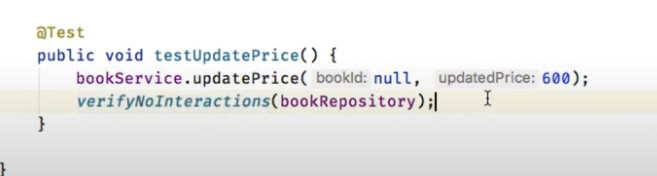 @Test
public void testUpdatePrice() {
bookService.updatePrice( bookId: null, updatedPrice: 600);
verifyNoInteractions(bookRepository);
}
}